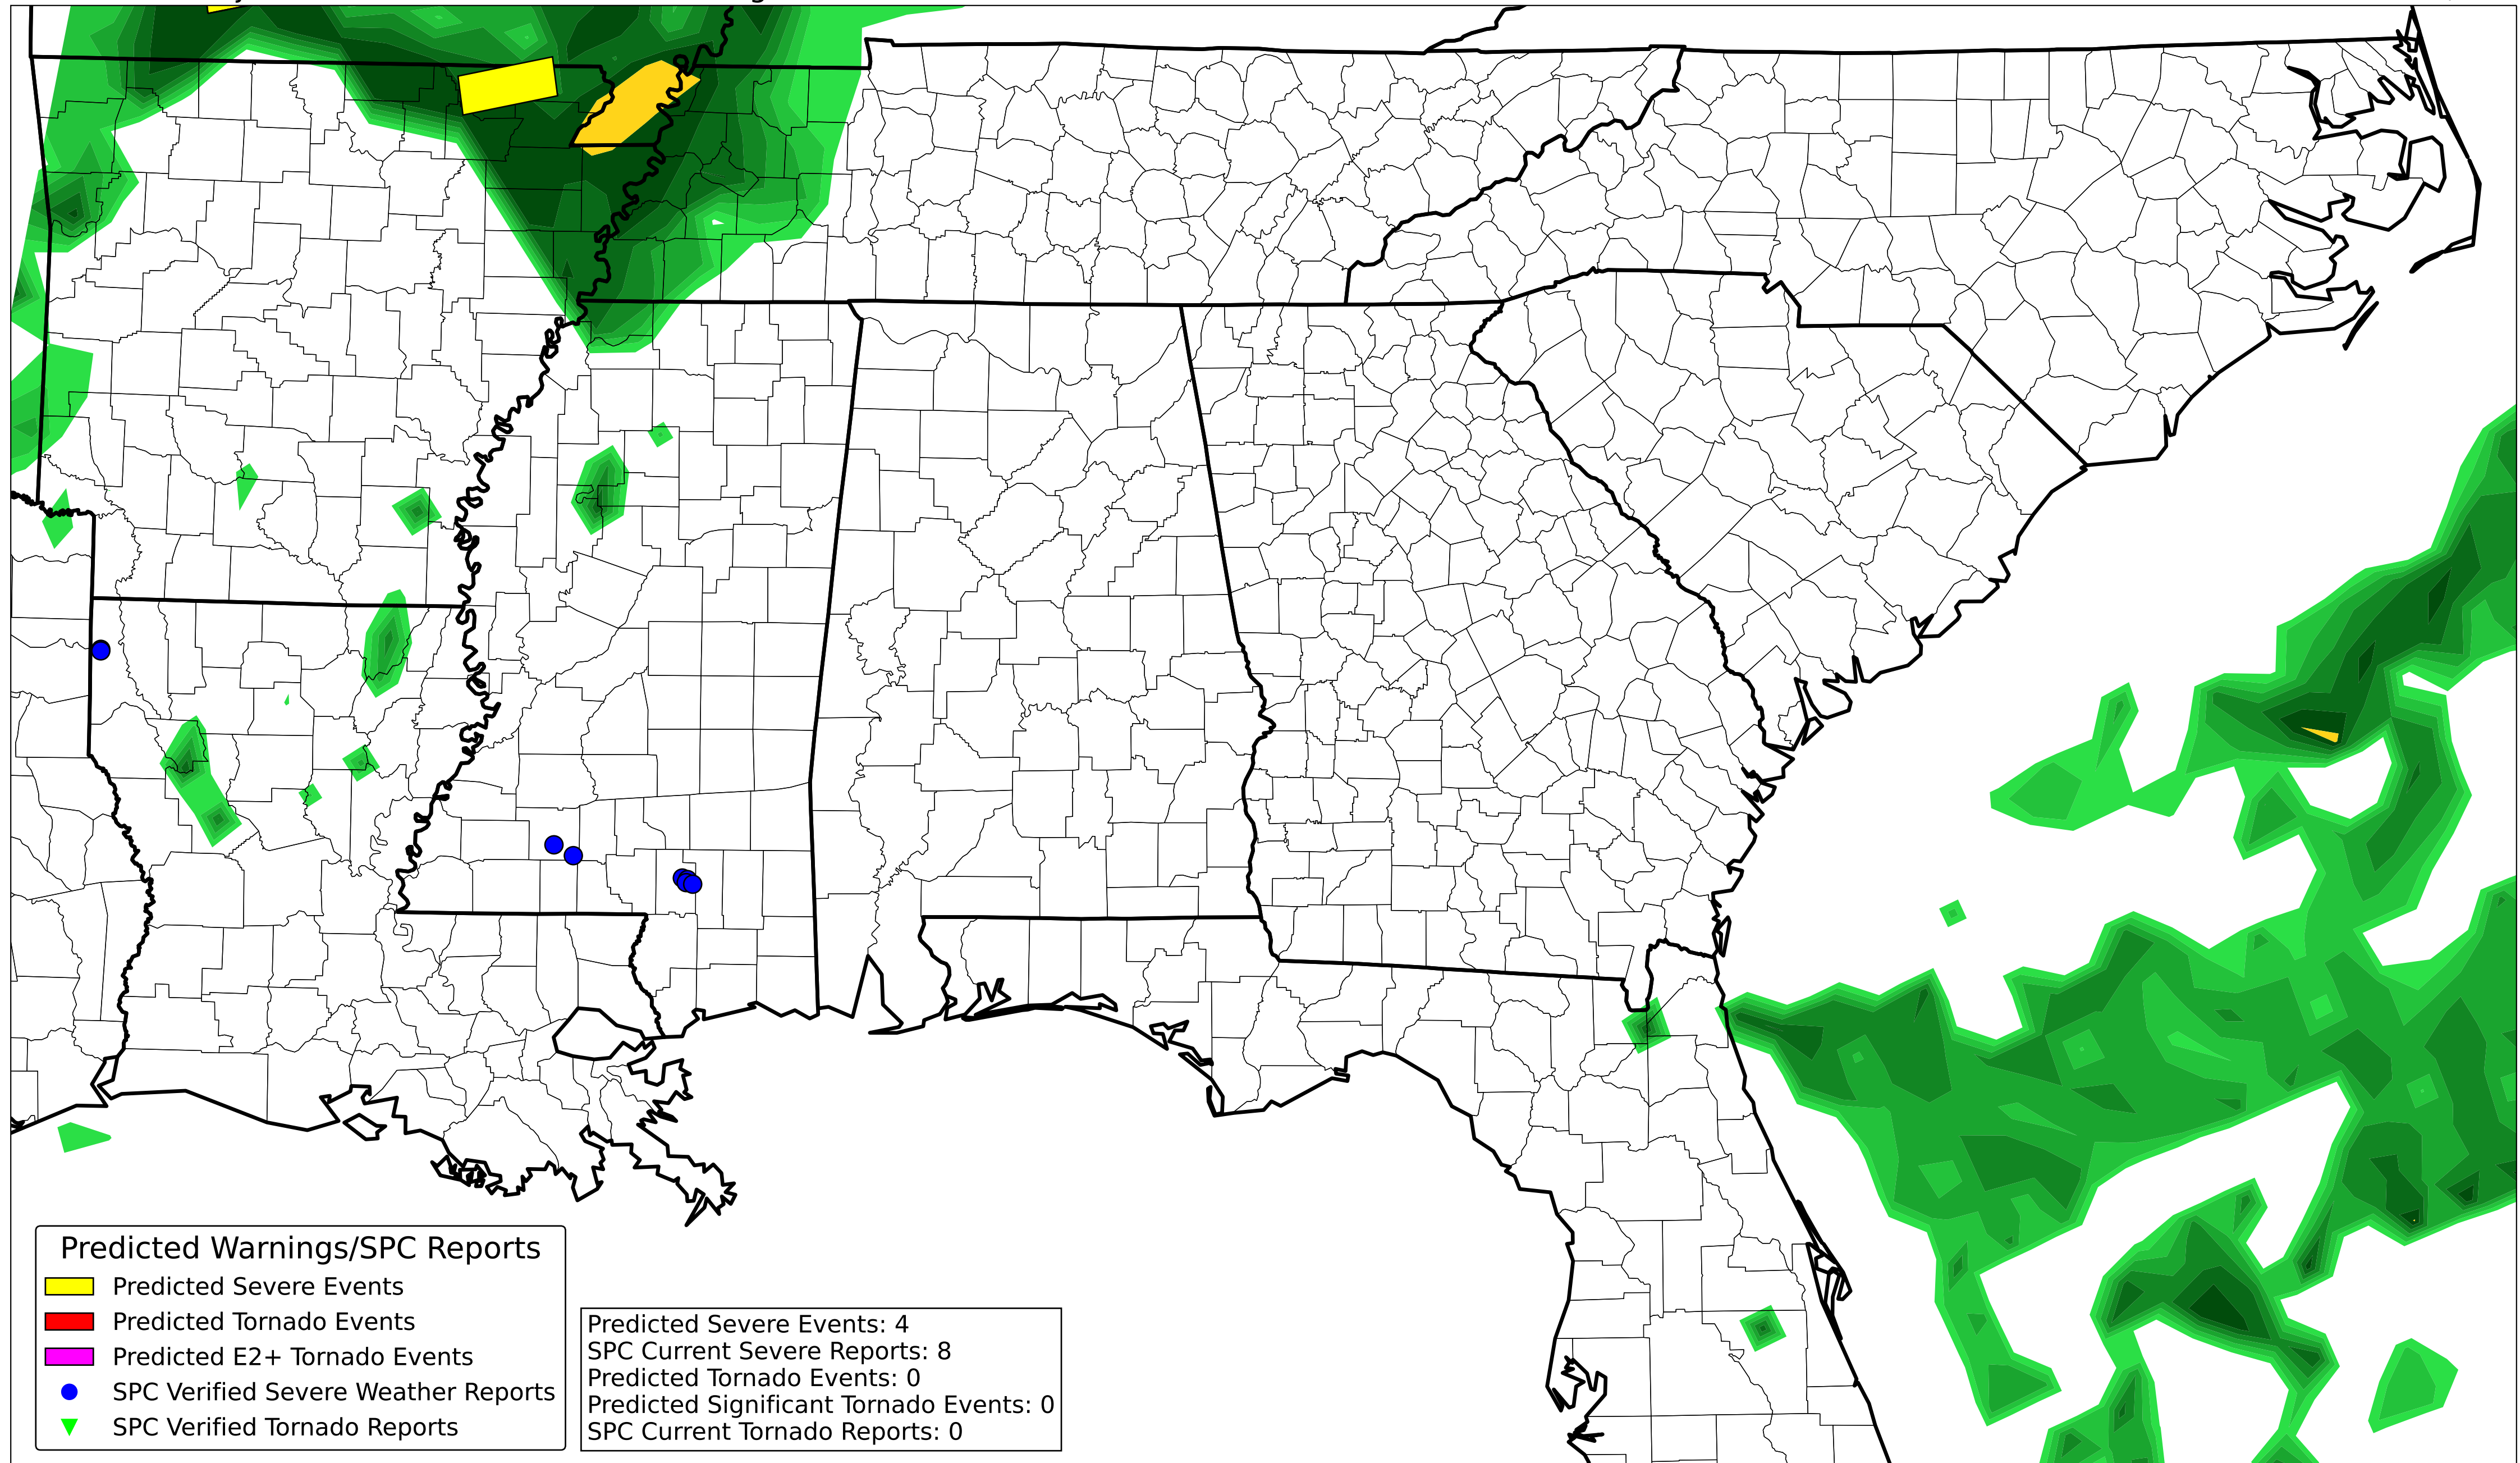 Predicted Warnings/SPC Reports
Predicted Severe Events
Predicted Tornado Events
Predicted E2+ Tornado Events
SPC Verified Severe Weather Reports
SPC Verified Tornado Reports
Predicted Severe Events: 4
SPC Current Severe Reports: 8
Predicted Tornado Events: 0
Predicted Significant Tornado Events: 0
SPC Current Tornado Reports: 0